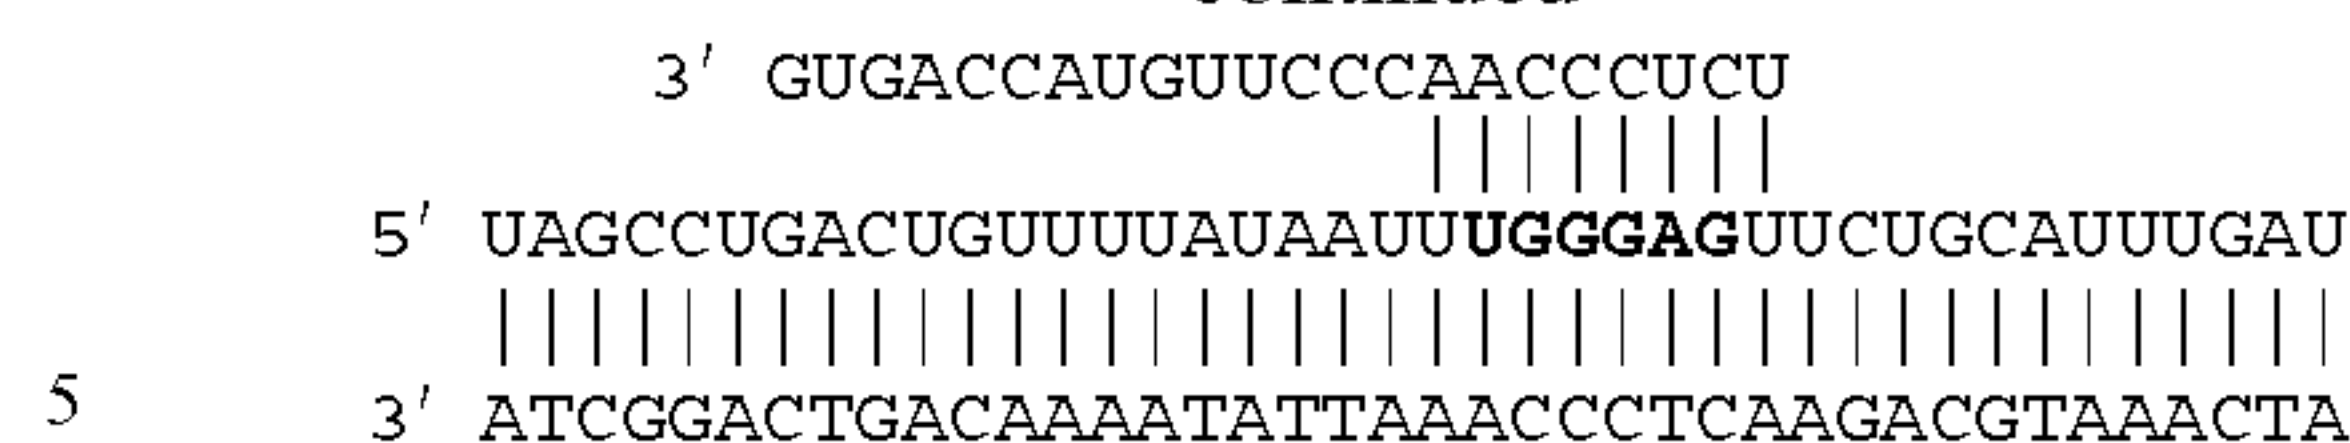 3' GUGACCAUGUUCCCAACCCUCU
5' UAGCCUGACUGUUUUAUAAUUUGGGAGUUCUGCAUUUGAU
5 3' ATCGGACTGACAAAATATTAAACCCTCAAGACGTAAACTA